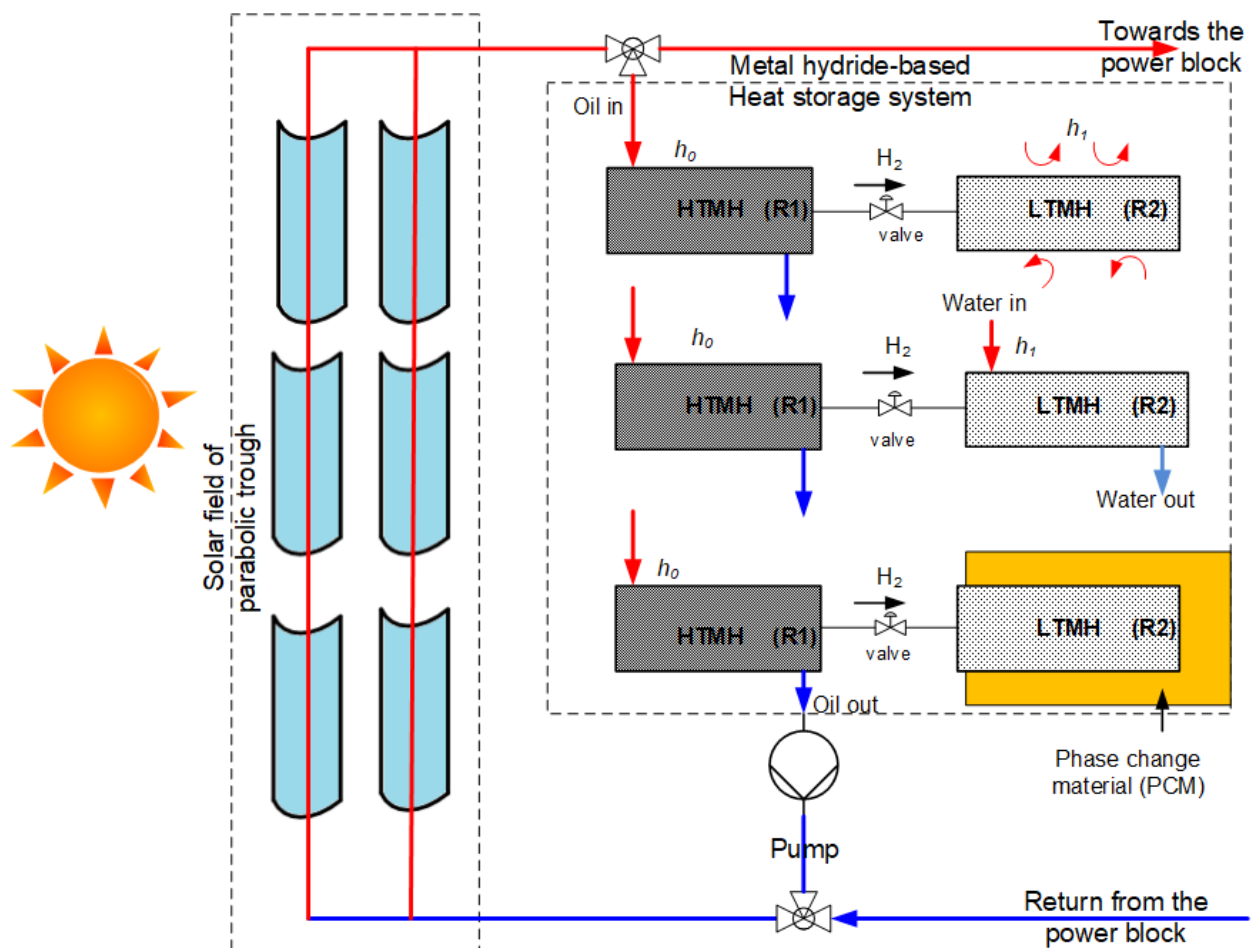 Towards the
power block
Metal hydride-based
Heat storage system
Oil in
h0
H2
h1
HTMH (R1)
valve
LTMH (R2)
Water in
h0
H2
h1
HTMH (R1)
valve
LTMH (R2)
Water out
Solar field of
parabolic trough
h0
H2
HTMH (R1)
valve
LTMH (R2)
Oil out
Phase change
material (PCM)
Pump
Return from the
power block